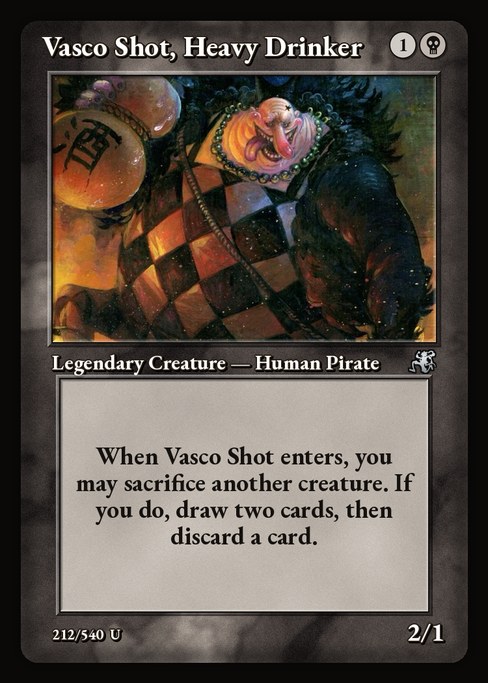 Vasco Shot, Heavy Drinker 1
酒
Legendary Creature — Human Pirate
When Vasco Shot enters, you
may sacrifice another creature. If
you do, draw two cards, then
discard a card.
212/540 U
2/1